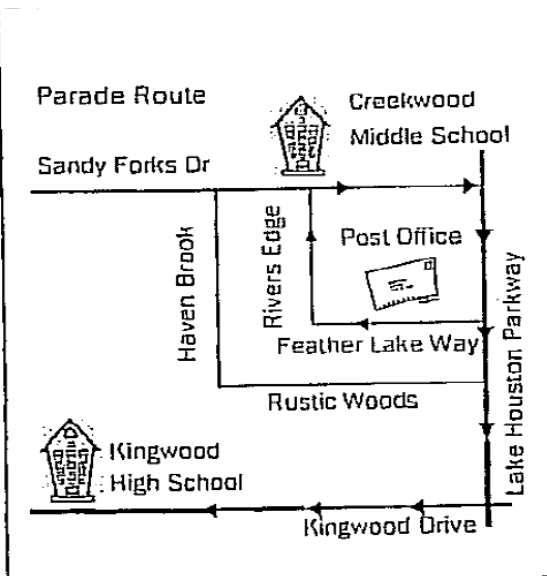 Parade Route
Creekwood
Middle School
Sandy Forks Dr
Haven Brook
Rivers Edge
Post Office
Feather Lake Way
Lake Houston Parkway
Rustic Woods
Kingwood
High School
Kingwood Drive